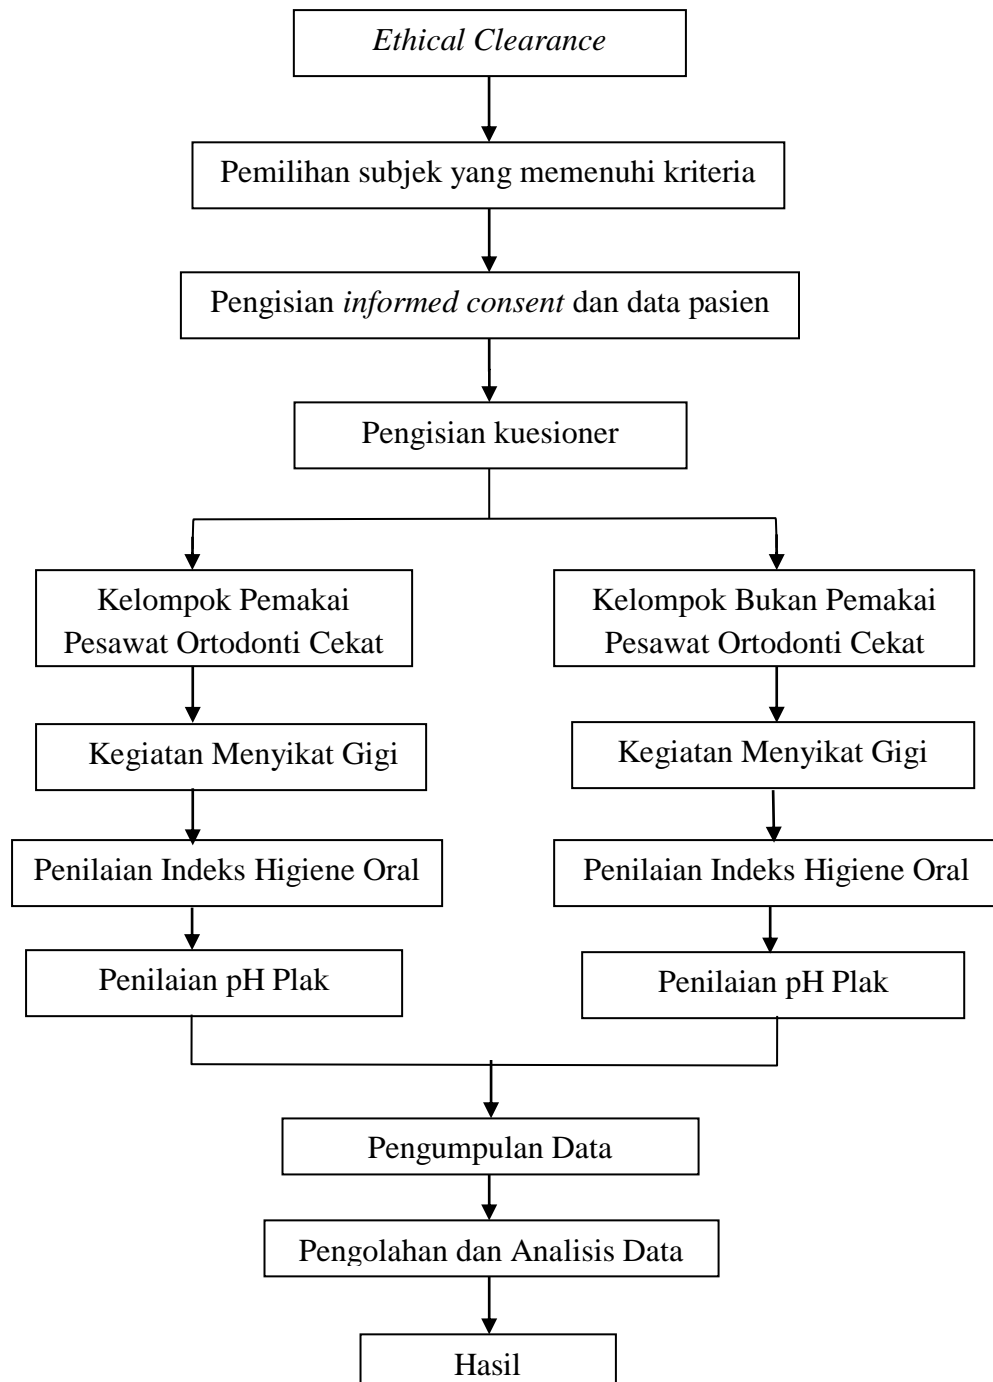 Ethical Clearance
Pemilihan subjek yang memenuhi kriteria
Pengisian informed consent dan data pasien
Pengisian kuesioner
Kelompok Pemakai
Pesawat Ortodonti Cekat
Kelompok Bukan Pemakai
Pesawat Ortodonti Cekat
Kegiatan Menyikat Gigi
Kegiatan Menyikat Gigi
Penilaian Indeks Higiene Oral
Penilaian Indeks Higiene Oral
Penilaian pH Plak
Penilaian pH Plak
Pengumpulan Data
Pengolahan dan Analisis Data
Hasil